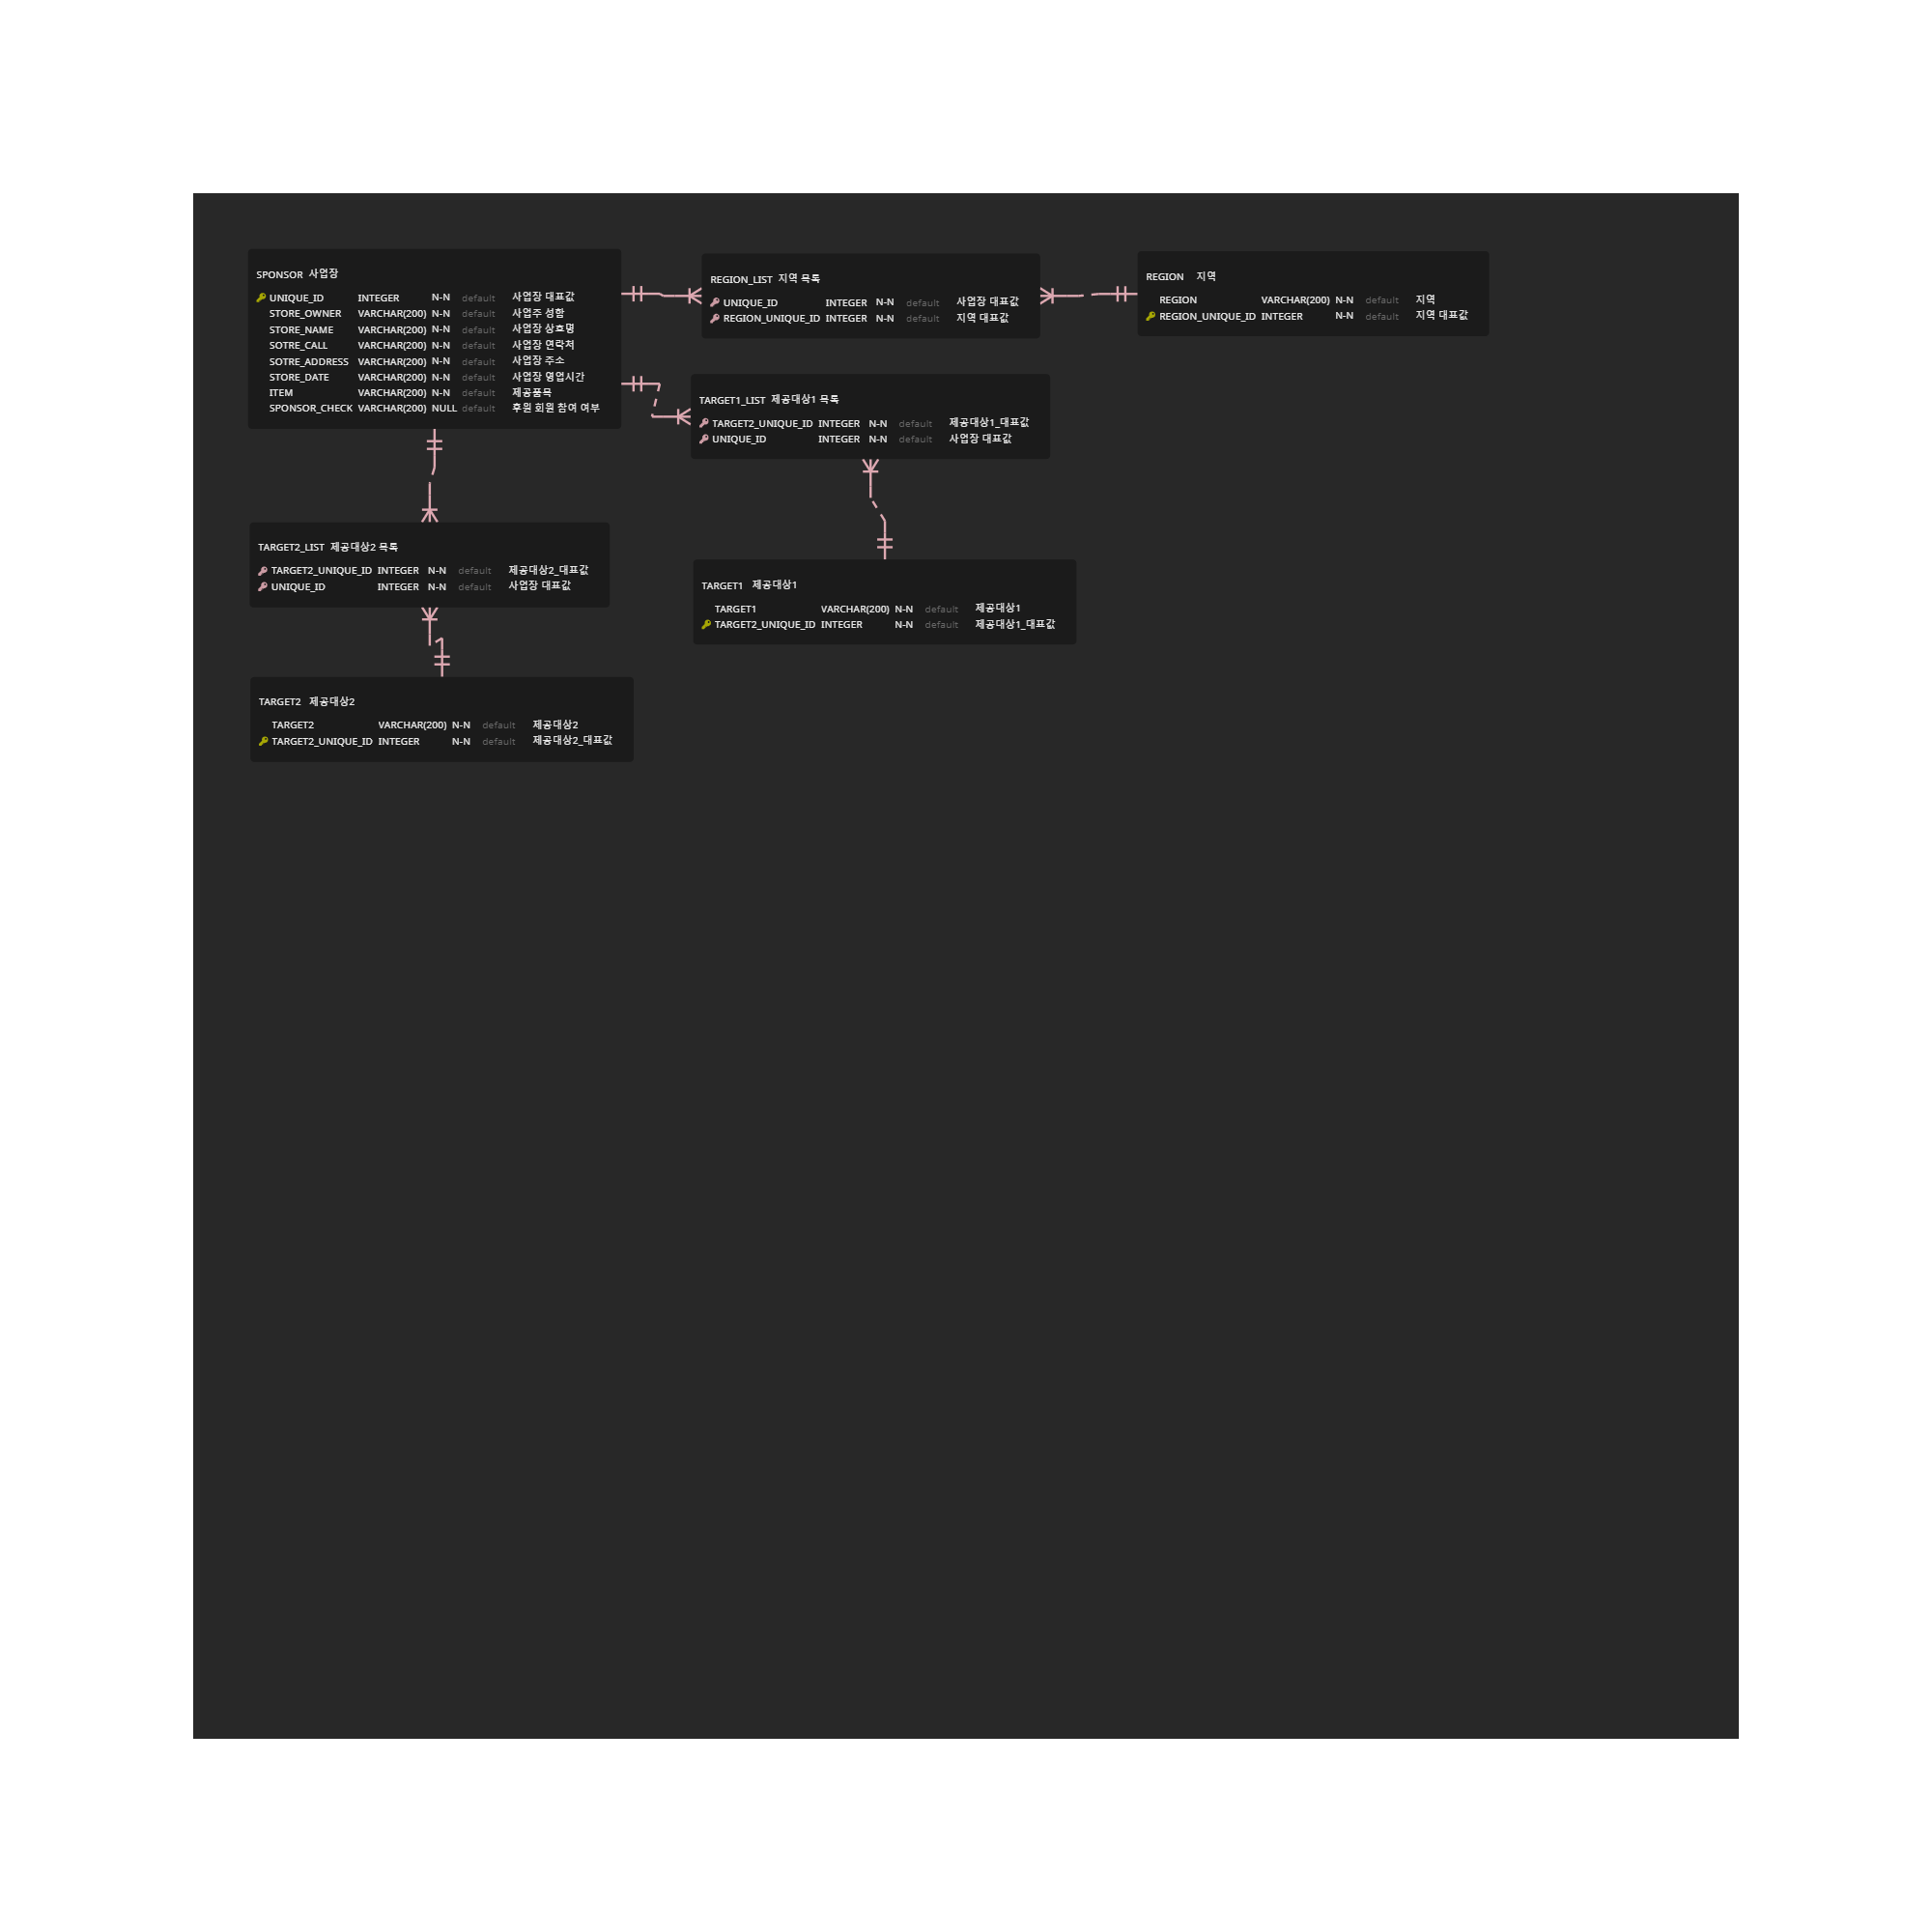 SPONSOR 사업장
UNIQUE_ID INTEGER N-N default 사업장 대표값
STORE_OWNER VARCHAR(200) N-N default 사업주 성함
STORE_NAME VARCHAR(200) N-N default 사업장 상호명
SOTRE_CALL VARCHAR(200) N-N default 사업장 연락처
SOTRE_ADDRESS VARCHAR(200) N-N default 사업장 주소
STORE_DATE VARCHAR(200) N-N default 사업장 영업시간
ITEM VARCHAR(200) N-N default 제공품목
SPONSOR_CHECK VARCHAR(200) NULL default 후원 회원 참여 여부
REGION_LIST 지역 목록
UNIQUE_ID INTEGER N-N default 사업장 대표값
REGION_UNIQUE_ID INTEGER N-N default 지역 대표값
REGION 지역
REGION VARCHAR(200) N-N default 지역
REGION_UNIQUE_ID INTEGER N-N default 지역 대표값
TARGET1_LIST 제공대상1 목록
TARGET2_UNIQUE_ID INTEGER N-N default 제공대상1_대표값
UNIQUE_ID INTEGER N-N default 사업장 대표값
TARGET2_LIST 제공대상2 목록
TARGET2_UNIQUE_ID INTEGER N-N default 제공대상2_대표값
UNIQUE_ID INTEGER N-N default 사업장 대표값
TARGET1 제공대상1
TARGET1 VARCHAR(200) N-N default 제공대상1
TARGET2_UNIQUE_ID INTEGER N-N default 제공대상1_대표값
TARGET2 제공대상2
TARGET2 VARCHAR(200) N-N default 제공대상2
TARGET2_UNIQUE_ID INTEGER N-N default 제공대상2_대표값